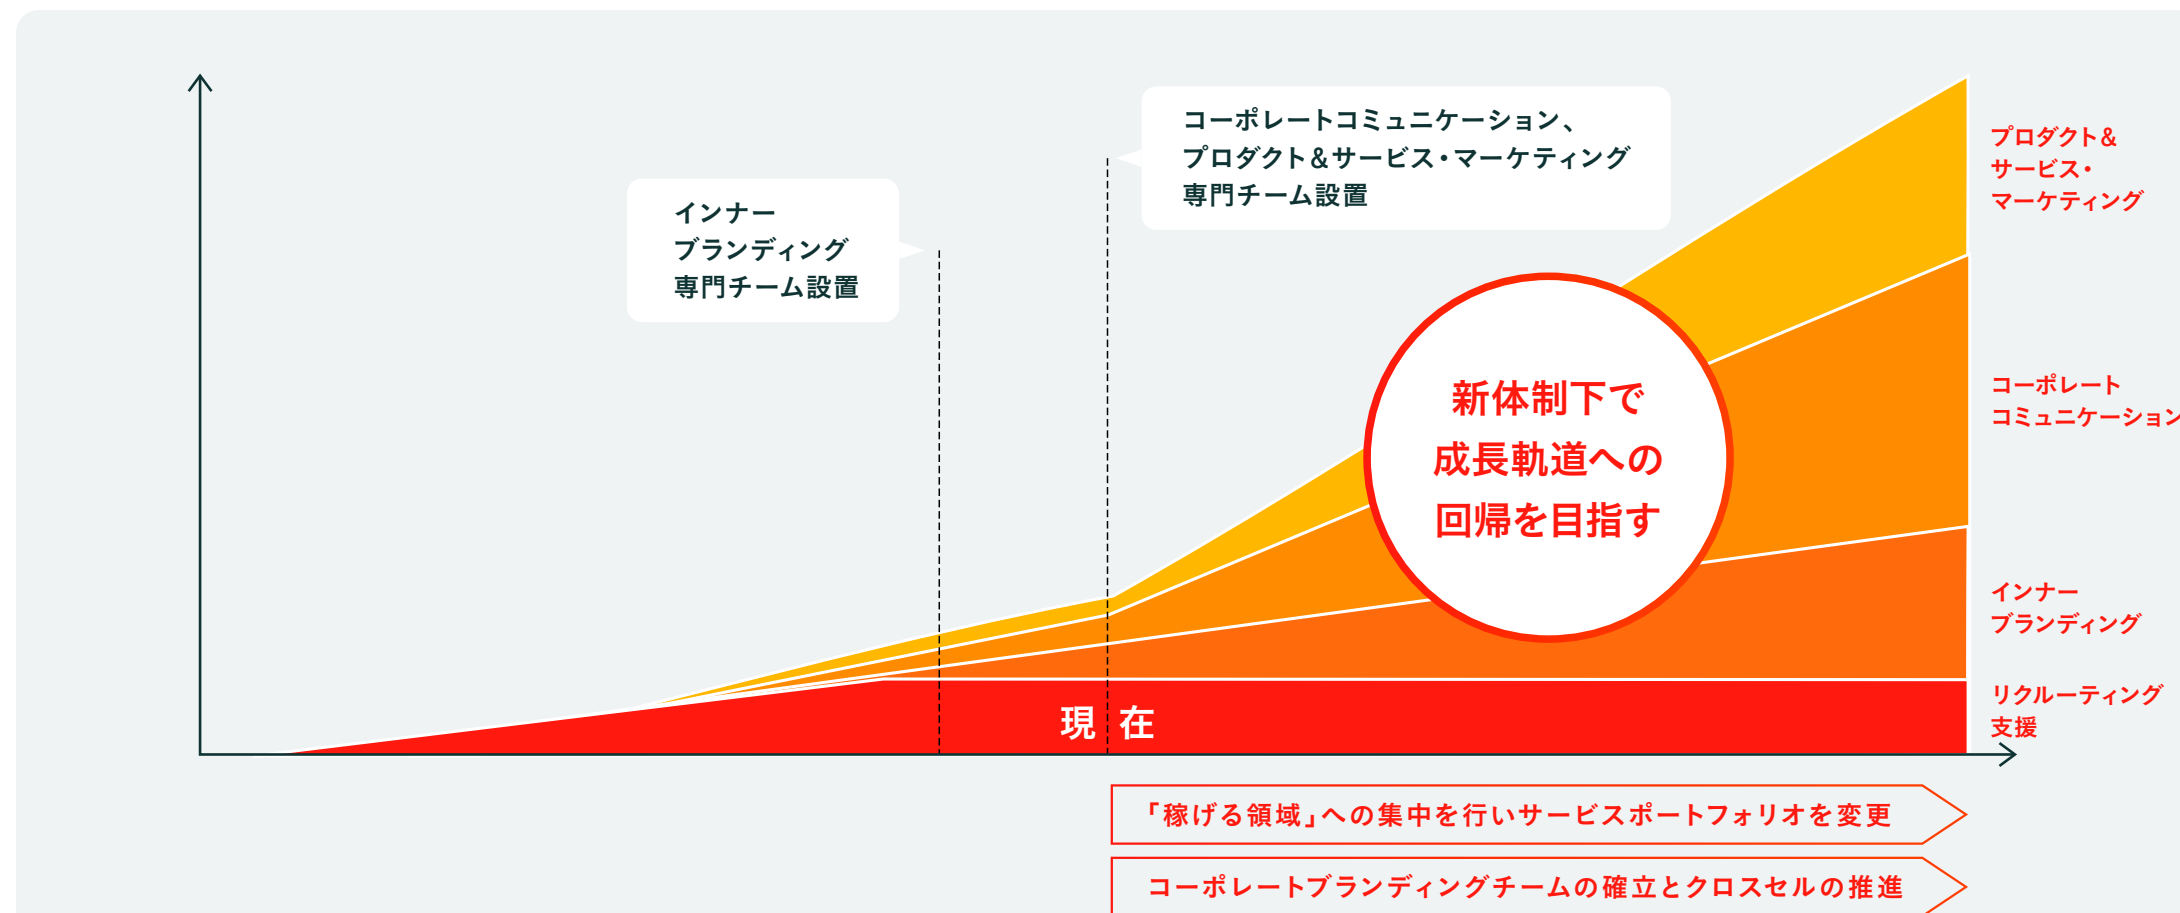 コーポレートコミュニケーション、
プロダクト&サービス・マーケティング
専門チーム設置
インナー
ブランディング
専門チーム設置
新体制下で
成長軌道への
回帰を目指す
プロダクト&
サービス・
マーケティング
コーポレート
コミュニケーション
インナー
ブランディング
リクルーティング
支援
現在
「稼げる領域」への集中を行いサービスポートフォリオを変更
コーポレートブランディングチームの確立とクロスセルの推進